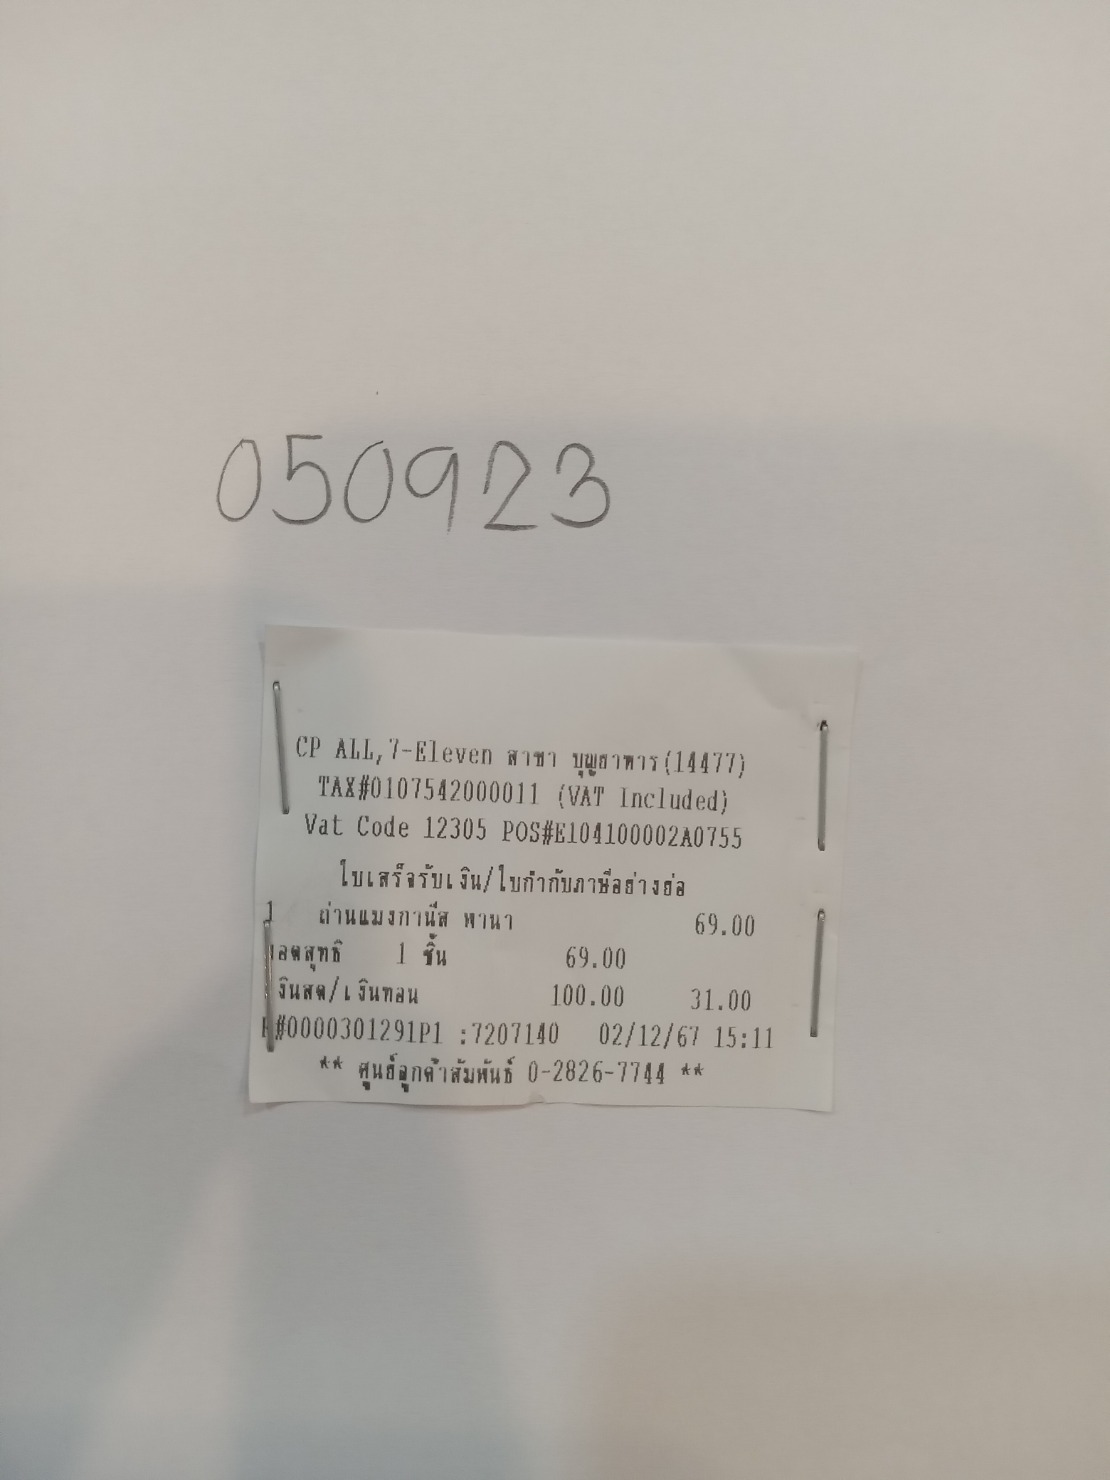 050923
CP ALL,7-Eleven สาขา บุญธาหาร(14477)
TAX#0107542000011 (VAT Included)
Vat Code 12305 POS#E104100002A0755
ใบเสร็จรับเงิน/ใบกำกับภาษีอย่างย่อ
1 ถ่านแมงกานีส พานา 69.00
อดสุทธิ 1 ชิ้น 69.00
งินสด/เงินทอน 100.00 31.00
#0000301291P1 :7207140 02/12/67 15:11
** ศูนย์ลูกค้าสัมพันธ์ 0-2826-7744 **